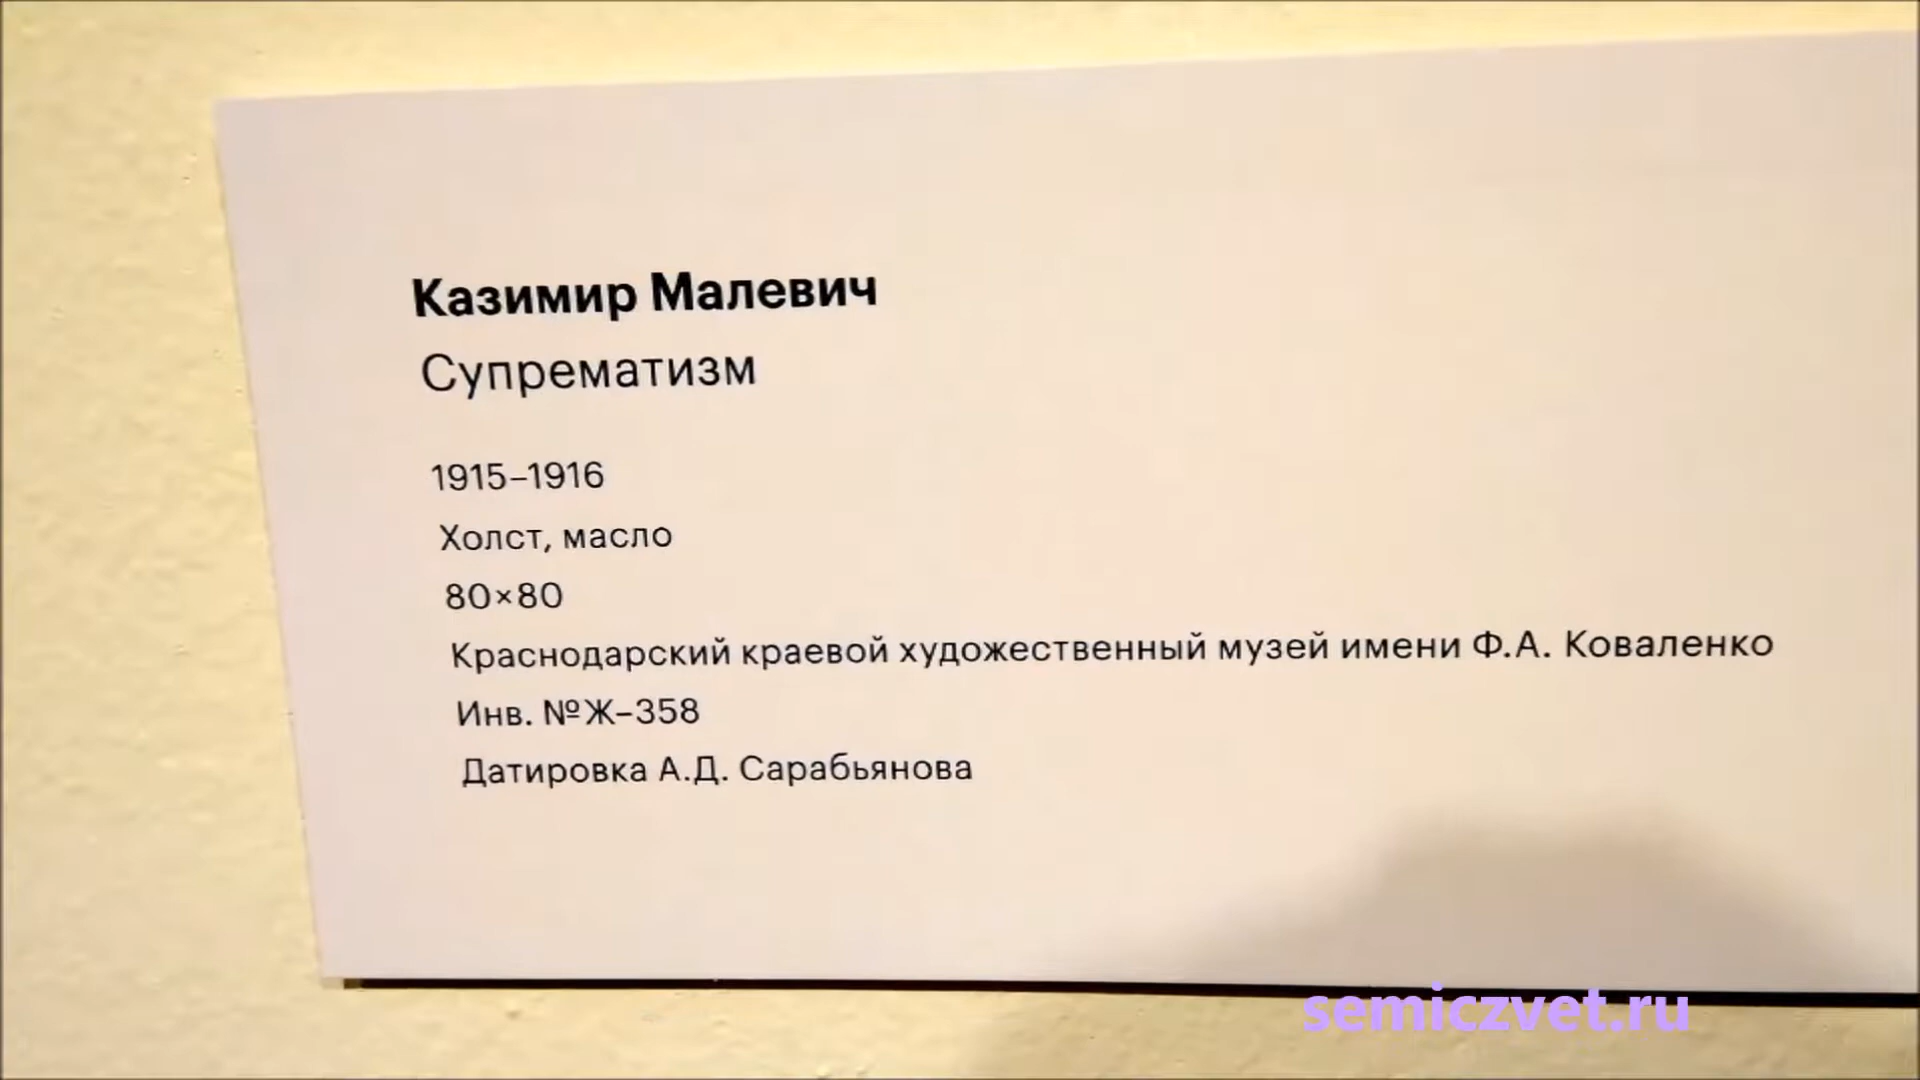 Казимир Малевич
Супрематизм
1915–1916
Холст, масло
80×80
Краснодарский краевой художественный музей имени Ф.А. Коваленко
Инв. №Ж–358
Датировка А.Д. Сарабьянова
semiczvet.ru